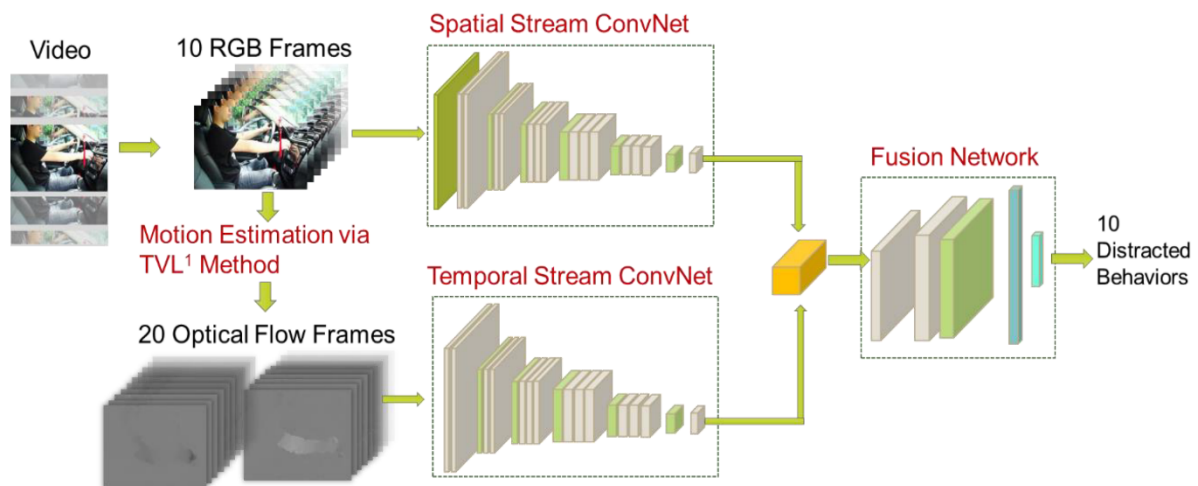 Video
10 RGB Frames
Spatial Stream ConvNet
Motion Estimation via
TVL¹ Method
20 Optical Flow Frames
Temporal Stream ConvNet
Fusion Network
10
Distracted
Behaviors